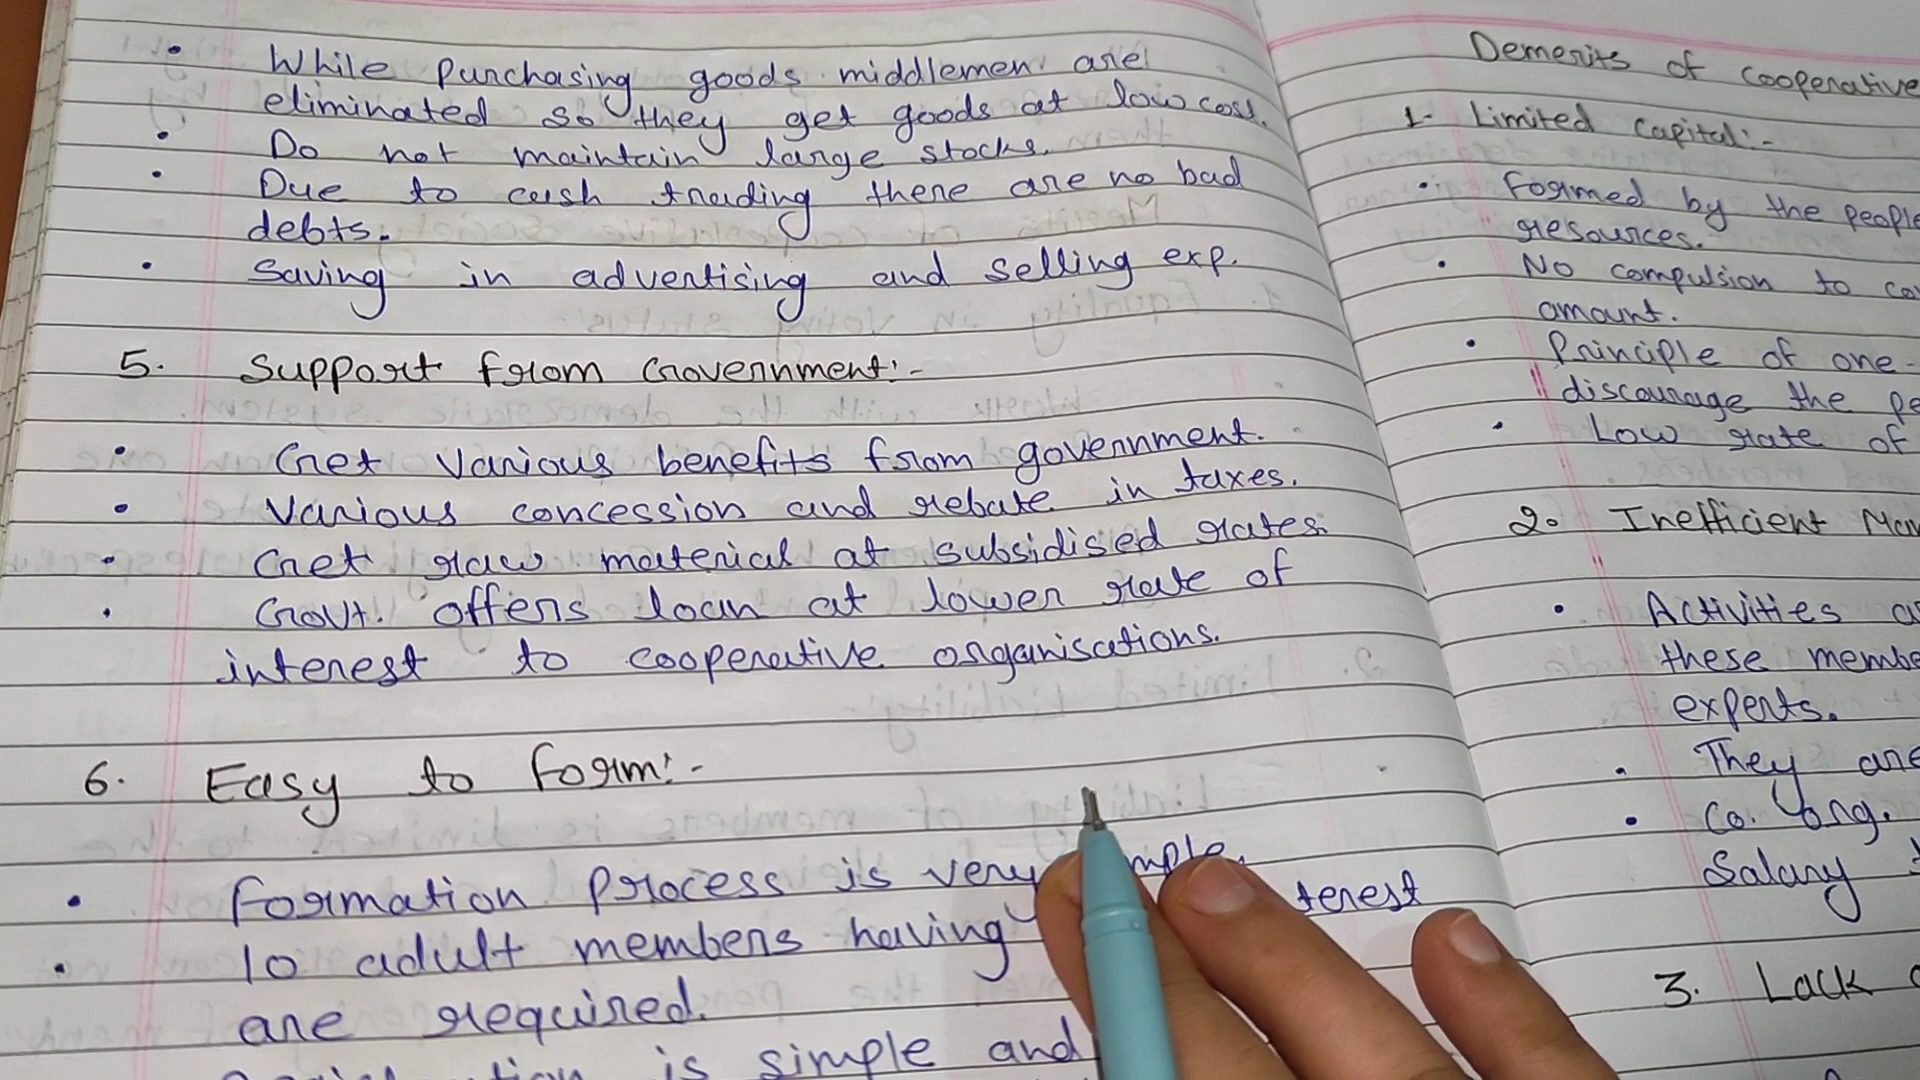 While purchasing goods middlemen are
eliminated so they get goods at low cost.
Do not maintain large stocks.
Due to cash trading there are no bad
debts.
Saving in advertising and selling exp.
5. Support from Government:-
Get various benefits from government.
Various concession and rebate in taxes.
Get raw material at subsidised rates.
Govt. offers loan at lower rate of
interest to cooperative organisations.
6. Easy to form:-
Formation process is very
10 adult members having
are required.
is simple and
Demerits of cooperative
1- Limited Capital:-
Formed by the people
resources.
No compulsion to
amount.
Principle of one-
discourage the
Low rate of
2. Inefficient
Activities
these
experts.
They are
Co. Org.
Salary
3. Lack